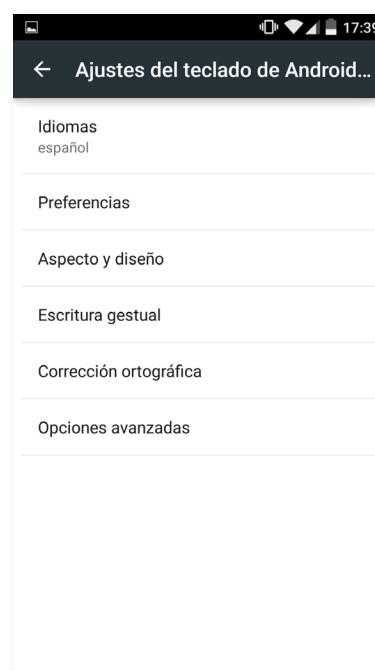 17:39
Ajustes del teclado de Android...
Idiomas
español
Preferencias
Aspecto y diseño
Escritura gestual
Corrección ortográfica
Opciones avanzadas